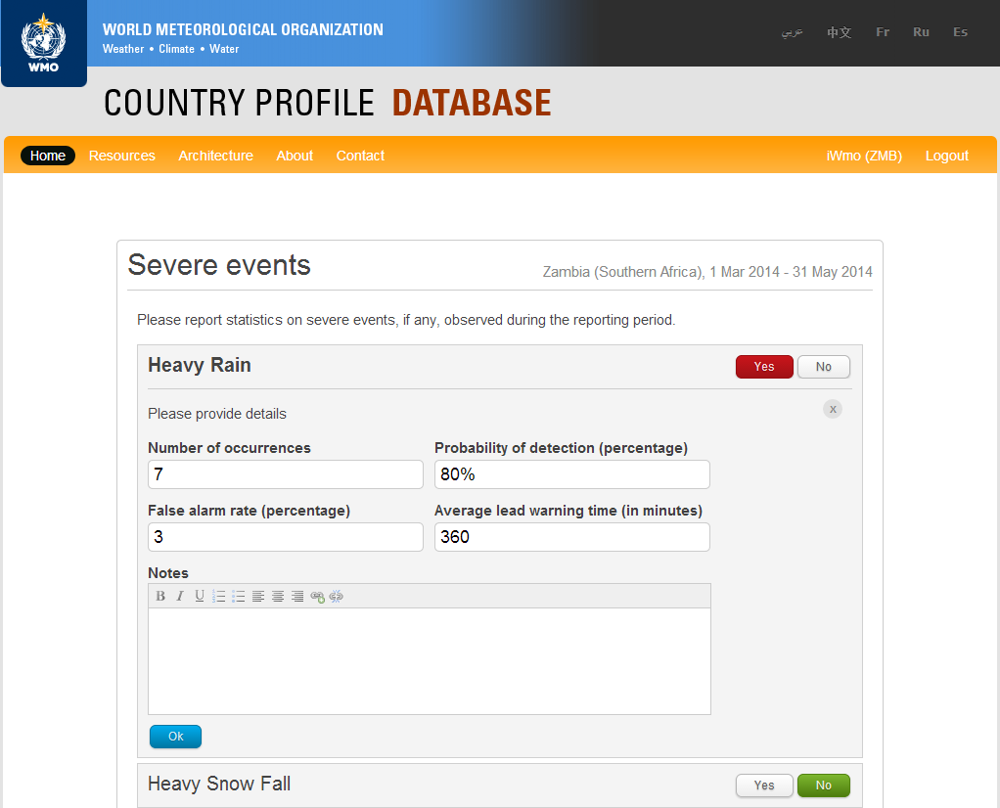 WMO
WORLD METEOROLOGICAL ORGANIZATION
Weather • Climate • Water
عربي 中文 Fr Ru Es
COUNTRY PROFILE DATABASE
Home Resources Architecture About Contact iWmo (ZMB) Logout
Severe events
Zambia (Southern Africa), 1 Mar 2014 - 31 May 2014
Please report statistics on severe events, if any, observed during the reporting period.
Heavy Rain Yes No
Please provide details x
Number of occurrences Probability of detection (percentage)
7 80%
False alarm rate (percentage) Average lead warning time (in minutes)
3 360
Notes
B I U
Ok
Heavy Snow Fall Yes No